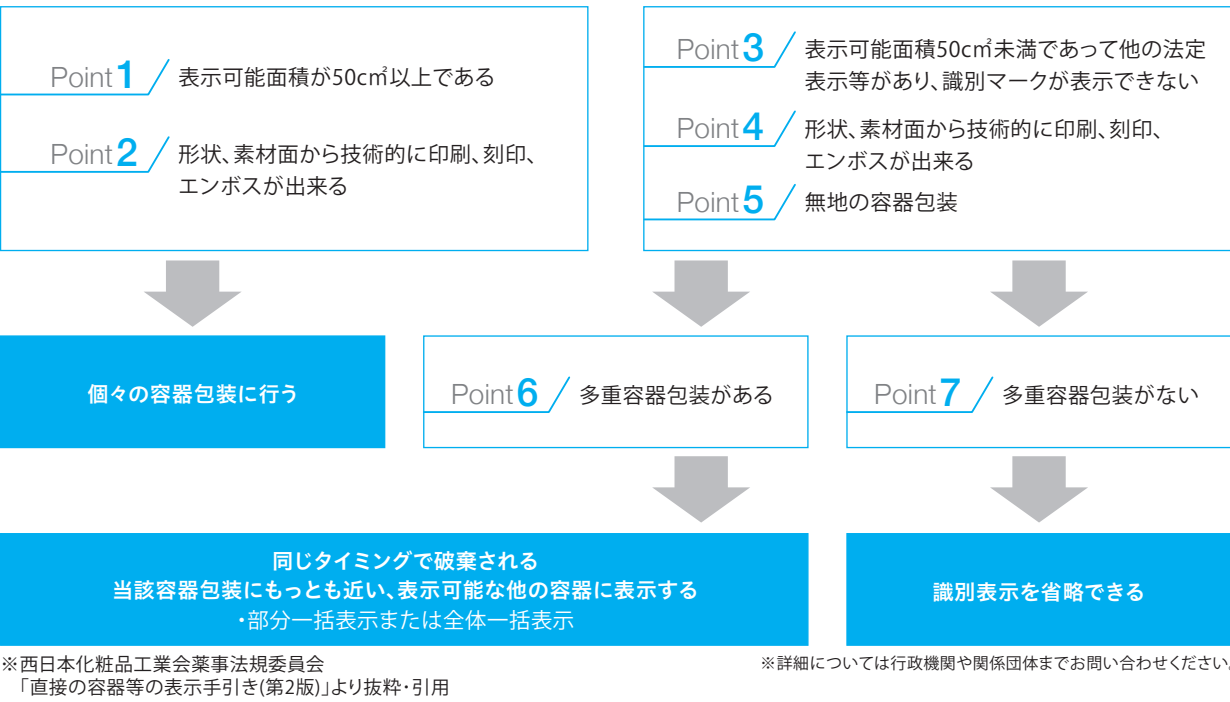 Point1 表示可能面積が50c㎡以上である
Point2 形状、素材面から技術的に印刷、刻印、
エンボスが出来る
Point3 表示可能面積50c㎡未満であって他の法定
表示等があり、識別マークが表示できない
Point4 形状、素材面から技術的に印刷、刻印、
エンボスが出来る
Point5 無地の容器包装
個々の容器包装に行う
Point6 多重容器包装がある
Point7 多重容器包装がない
同じタイミングで破棄される
当該容器包装にもっとも近い、表示可能な他の容器に表示する
・部分一括表示または全体一括表示
識別表示を省略できる
※西日本化粧品工業会薬事法規委員会
「直接の容器等の表示手引き(第2版)」より抜粋・引用
※詳細については行政機関や関係団体までお問い合わせください。